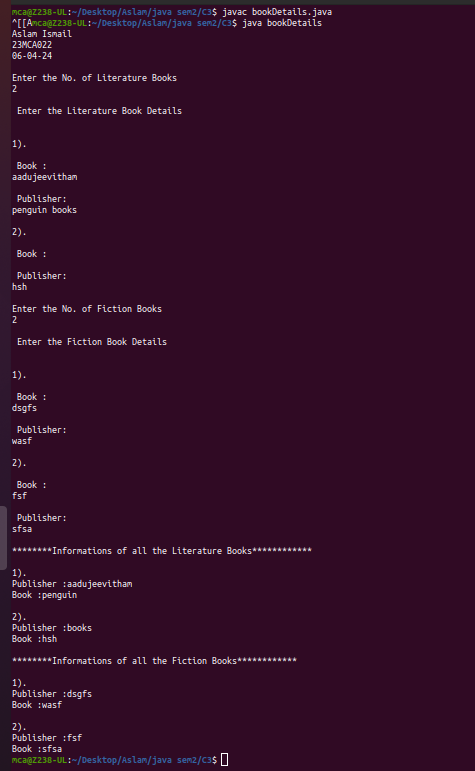 mca@Z238-UL:~/Desktop/Aslam/java sem2/C3$ javac bookDetails.java
^[[Amca@Z238-UL:~/Desktop/Aslam/java sem2/C3$ java bookDetails
Aslam Ismail
23MCA022
06-04-24
Enter the No. of Literature Books
2
Enter the Literature Book Details
1).
Book :
aadujeevitham
Publisher:
penguin books
2).
Book :
Publisher:
hsh
Enter the No. of Fiction Books
2
Enter the Fiction Book Details
1).
Book :
dsgfs
Publisher:
wasf
2).
Book :
fsf
Publisher:
sfsa
********Informations of all the Literature Books************
1).
Publisher :aadujeevitham
Book :penguin
2).
Publisher :books
Book :hsh
********Informations of all the Fiction Books************
1).
Publisher :dsgfs
Book :wasf
2).
Publisher :fsf
Book :sfsa
mca@Z238-UL:~/Desktop/Aslam/java sem2/C3$